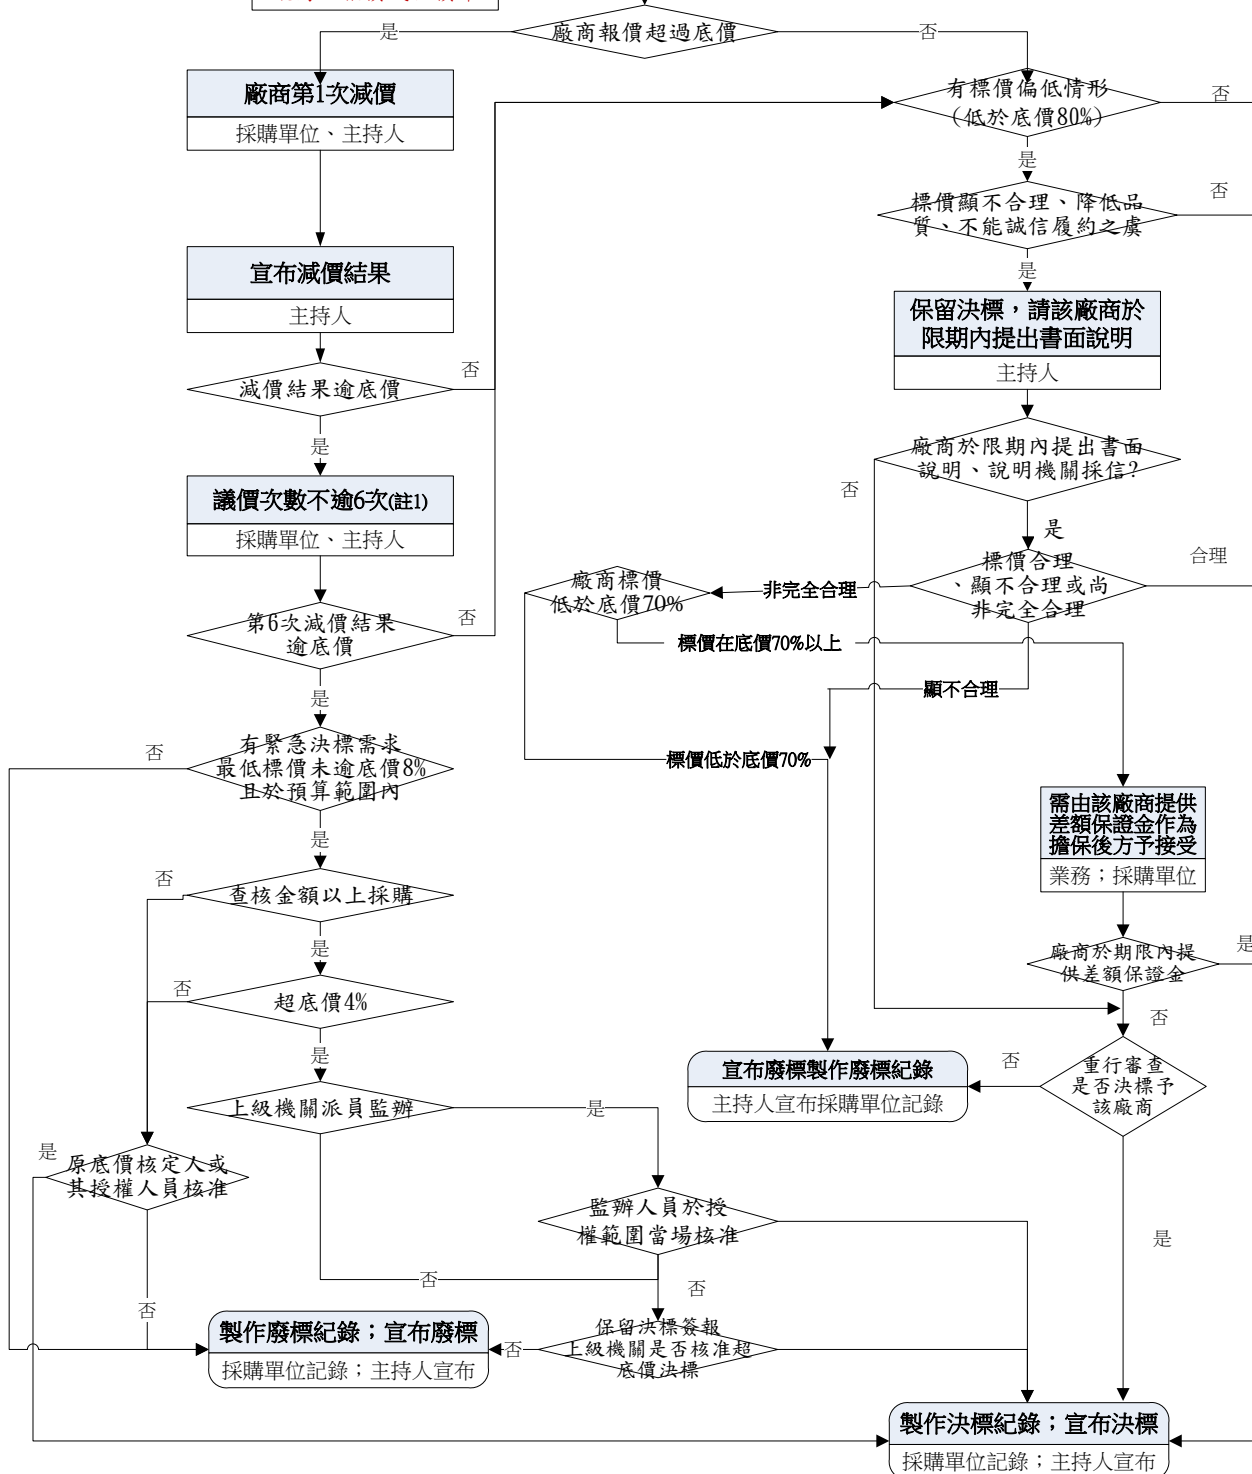 廠商報價超過底價
是
否
廠商第1次減價
採購單位、主持人
有標價偏低情形
(低於底價80%)
否
是
標價顯不合理、降低品
質、不能誠信履約之虞
否
是
宣布減價結果
主持人
保留決標，請該廠商於
限期內提出書面說明
主持人
減價結果逾底價
否
是
廠商於限期內提出書面
說明、說明機關採信?
否
是
議價次數不逾6次(註1)
採購單位、主持人
標價合理
、顯不合理或尚
非完全合理
合理
非完全合理
廠商標價
低於底價70%
第6次減價結果
逾底價
否
是
標價在底價70%以上
顯不合理
標價低於底價70%
有緊急決標需求
最低標價未逾底價8%
且於預算範圍內
否
是
需由該廠商提供
差額保證金作為
擔保後方予接受
業務；採購單位
查核金額以上採購
否
是
廠商於期限內提
供差額保證金
是
否
超底價4%
否
是
宣布廢標製作廢標紀錄
主持人宣布採購單位記錄
否
重行審查
是否決標予
該廠商
是
上級機關派員監辦
是
否
原底價核定人或
其授權人員核准
是
否
監辦人員於授
權範圍當場核准
否
製作廢標紀錄；宣布廢標
採購單位記錄；主持人宣布
否
保留決標簽報
上級機關是否核准超
底價決標
製作決標紀錄；宣布決標
採購單位記錄；主持人宣布